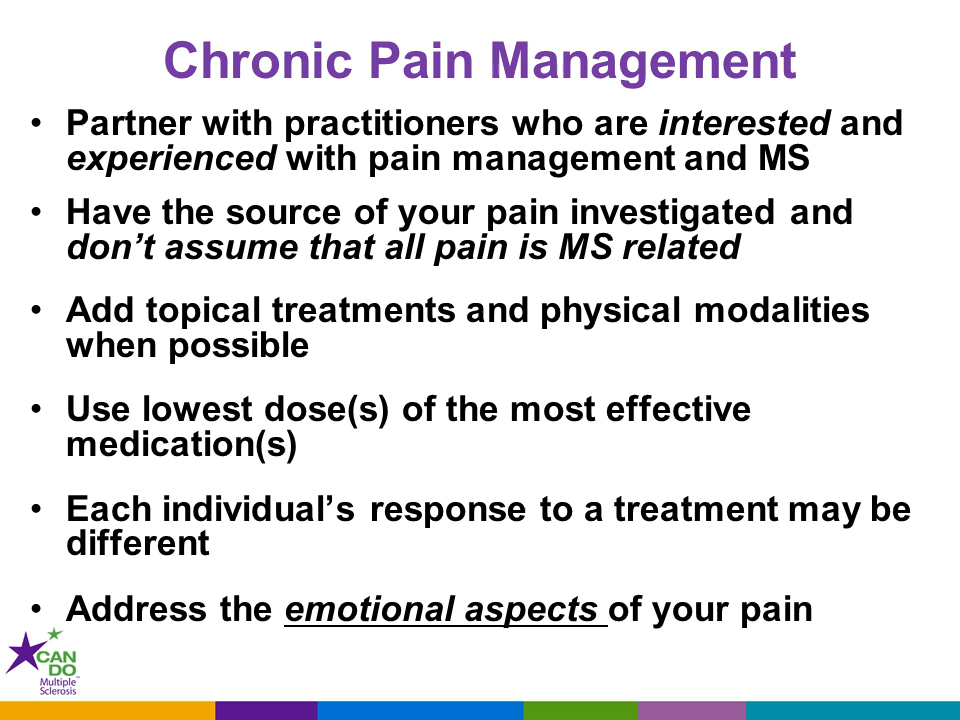 Chronic Pain Management
• Partner with practitioners who are interested and
experienced with pain management and MS
• Have the source of your pain investigated and
don’t assume that all pain is MS related
• Add topical treatments and physical modalities
when possible
• Use lowest dose(s) of the most effective
medication(s)
• Each individual’s response to a treatment may be
different
• Address the emotional aspects of your pain
CAN
DO™
Multiple
Sclerosis